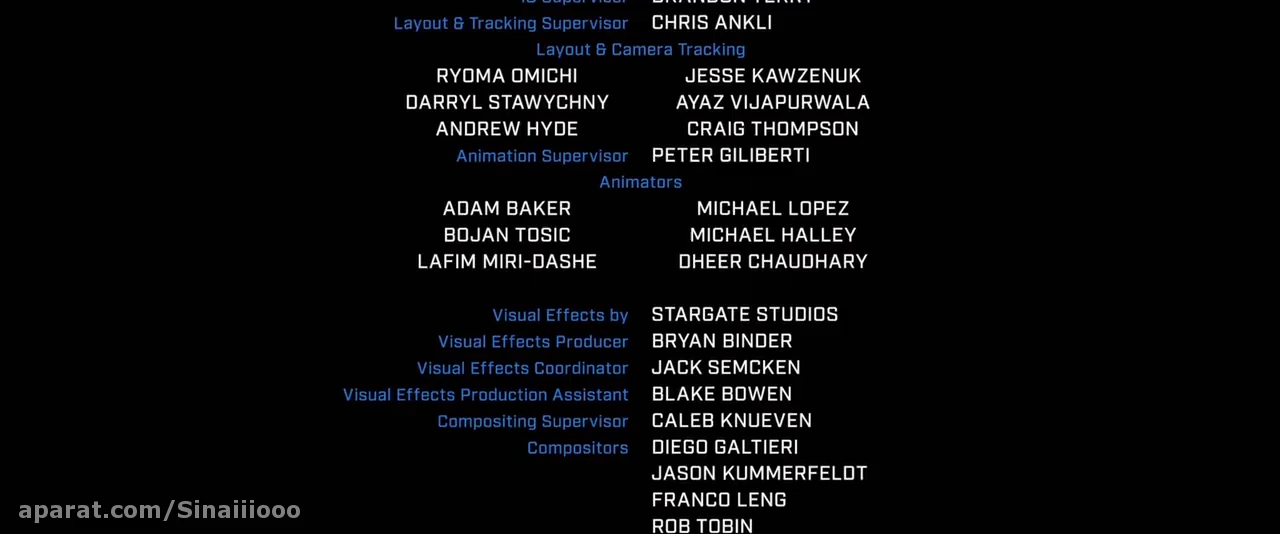 Layout & Tracking Supervisor CHRIS ANKLI
Layout & Camera Tracking
RYOMA OMICHI JESSE KAWZENUK
DARRYL STAWYCHNY AYAZ VIJAPURWALA
ANDREW HYDE CRAIG THOMPSON
Animation Supervisor PETER GILIBERTI
Animators
ADAM BAKER MICHAEL LOPEZ
BOJAN TOSIC MICHAEL HALLEY
LAFIM MIRI-DASHE DHEER CHAUDHARY
Visual Effects by STARGATE STUDIOS
Visual Effects Producer BRYAN BINDER
Visual Effects Coordinator JACK SEMCKEN
Visual Effects Production Assistant BLAKE BOWEN
Compositing Supervisor CALEB KNUEVEN
Compositors DIEGO GALTIERI
JASON KUMMERFELDT
FRANCO LENG
ROB TOBIN
aparat.com/Sinaiiiooo